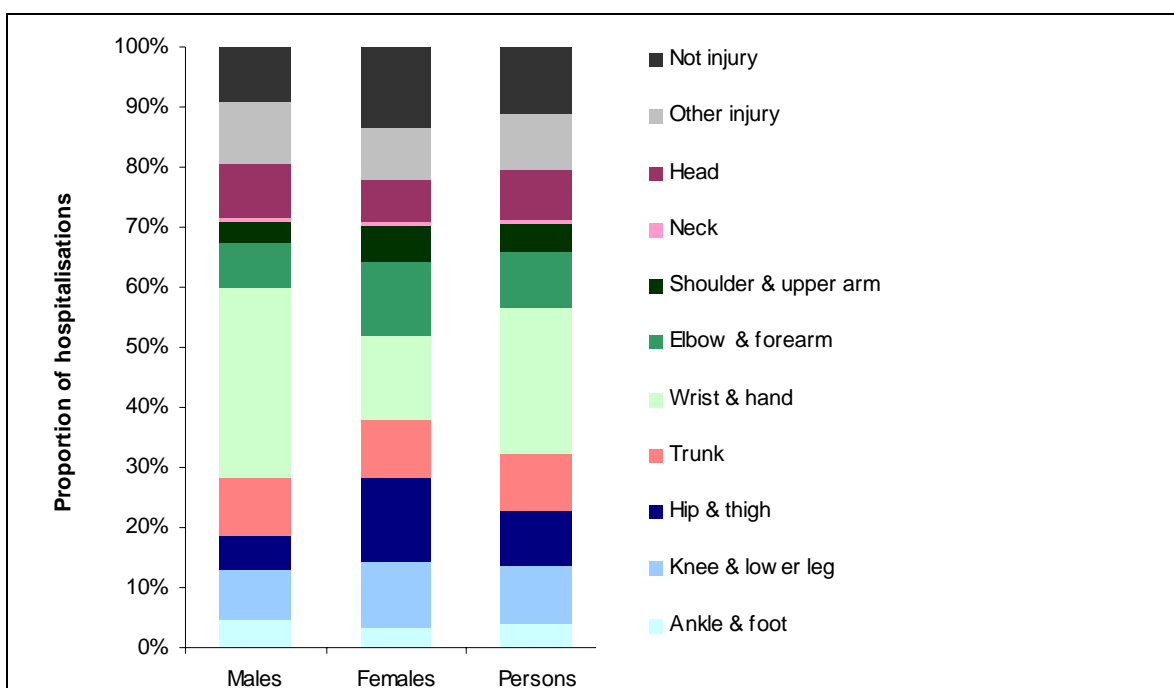 100%
90%
80%
70%
60%
50%
40%
30%
20%
10%
0%
Proportion of hospitalisations
Males Females Persons
Not injury
Other injury
Head
Neck
Shoulder & upper arm
Elbow & forearm
Wrist & hand
Trunk
Hip & thigh
Knee & lower leg
Ankle & foot